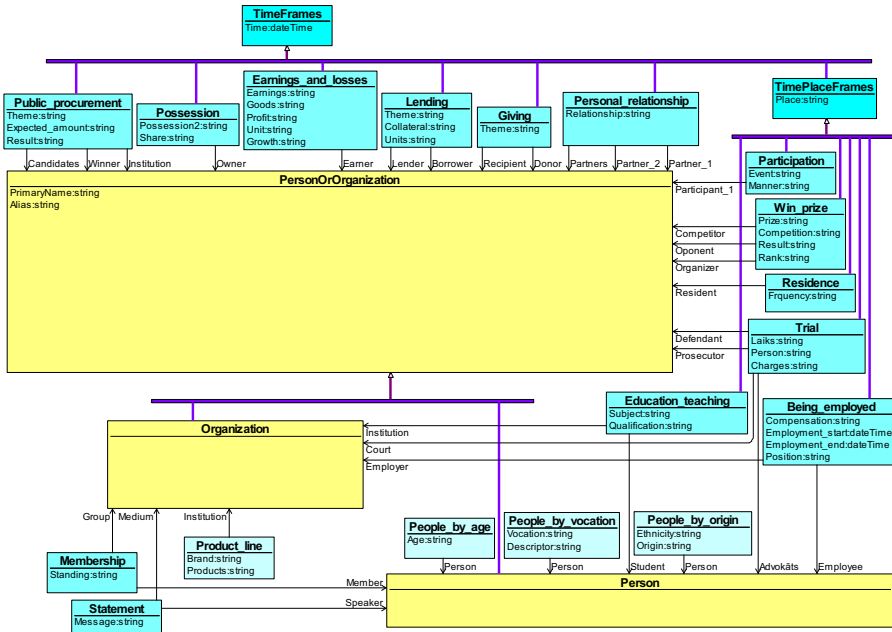 TimeFrames
Time:dateTime
Public_procurement
Theme:string
Expected_amount:string
Result:string
Possession
Possession2:string
Share:string
Earnings_and_losses
Earnings:string
Goods:string
Profit:string
Unit:string
Growth:string
Lending
Theme:string
Collateral:string
Units:string
Giving
Theme:string
Personal_relationship
Relationship:string
TimePlaceFrames
Place:string
Candidates
Winner
Institution
Owner
Earner
Lender
Borrower
Recipient
Donor
Partners
Partner_2
Partner_1
PersonOrOrganization
PrimaryName:string
Alias:string
Participation
Event:string
Manner:string
Participant_1
Win_prize
Prize:string
Competition:string
Result:string
Rank:string
Competitor
Oponent
Organizer
Residence
Frquency:string
Resident
Trial
Laiks:string
Person:string
Charges:string
Defendant
Prosecutor
Education_teaching
Subject:string
Qualification:string
Being_employed
Compensation:string
Employment_start:dateTime
Employment_end:dateTime
Position:string
Organization
Institution
Court
Employer
Group
Medium
Institution
Product_line
Brand:string
Products:string
People_by_age
Age:string
People_by_vocation
Vocation:string
Descriptor:string
People_by_origin
Ethnicity:string
Origin:string
Membership
Standing:string
Person
Person
Student
Person
Advokāts
Employee
Member
Person
Statement
Message:string
Speaker